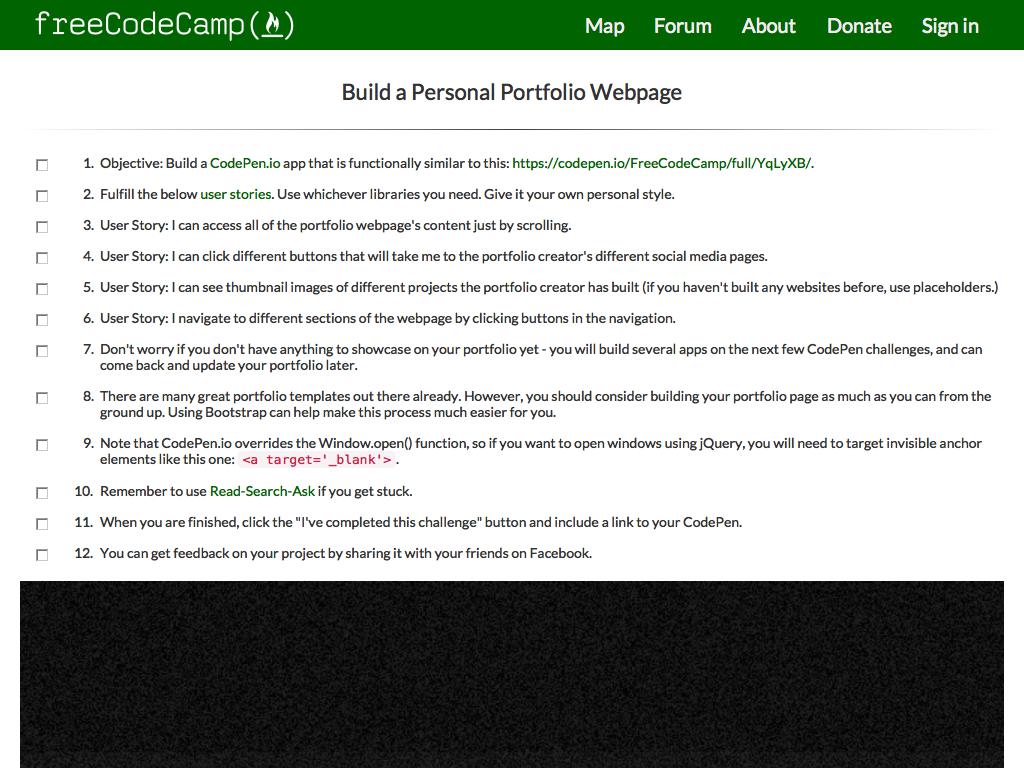 freeCodeCamp(🔥)
Map Forum About Donate Sign in
Build a Personal Portfolio Webpage
1. Objective: Build a CodePen.io app that is functionally similar to this: https://codepen.io/FreeCodeCamp/full/YqLyXB/.
2. Fulfill the below user stories. Use whichever libraries you need. Give it your own personal style.
3. User Story: I can access all of the portfolio webpage's content just by scrolling.
4. User Story: I can click different buttons that will take me to the portfolio creator's different social media pages.
5. User Story: I can see thumbnail images of different projects the portfolio creator has built (if you haven't built any websites before, use placeholders.)
6. User Story: I navigate to different sections of the webpage by clicking buttons in the navigation.
7. Don't worry if you don't have anything to showcase on your portfolio yet - you will build several apps on the next few CodePen challenges, and can
come back and update your portfolio later.
8. There are many great portfolio templates out there already. However, you should consider building your portfolio page as much as you can from the
ground up. Using Bootstrap can help make this process much easier for you.
9. Note that CodePen.io overrides the Window.open() function, so if you want to open windows using jQuery, you will need to target invisible anchor
elements like this one: <a target='_blank'>.
10. Remember to use Read-Search-Ask if you get stuck.
11. When you are finished, click the "I've completed this challenge" button and include a link to your CodePen.
12. You can get feedback on your project by sharing it with your friends on Facebook.